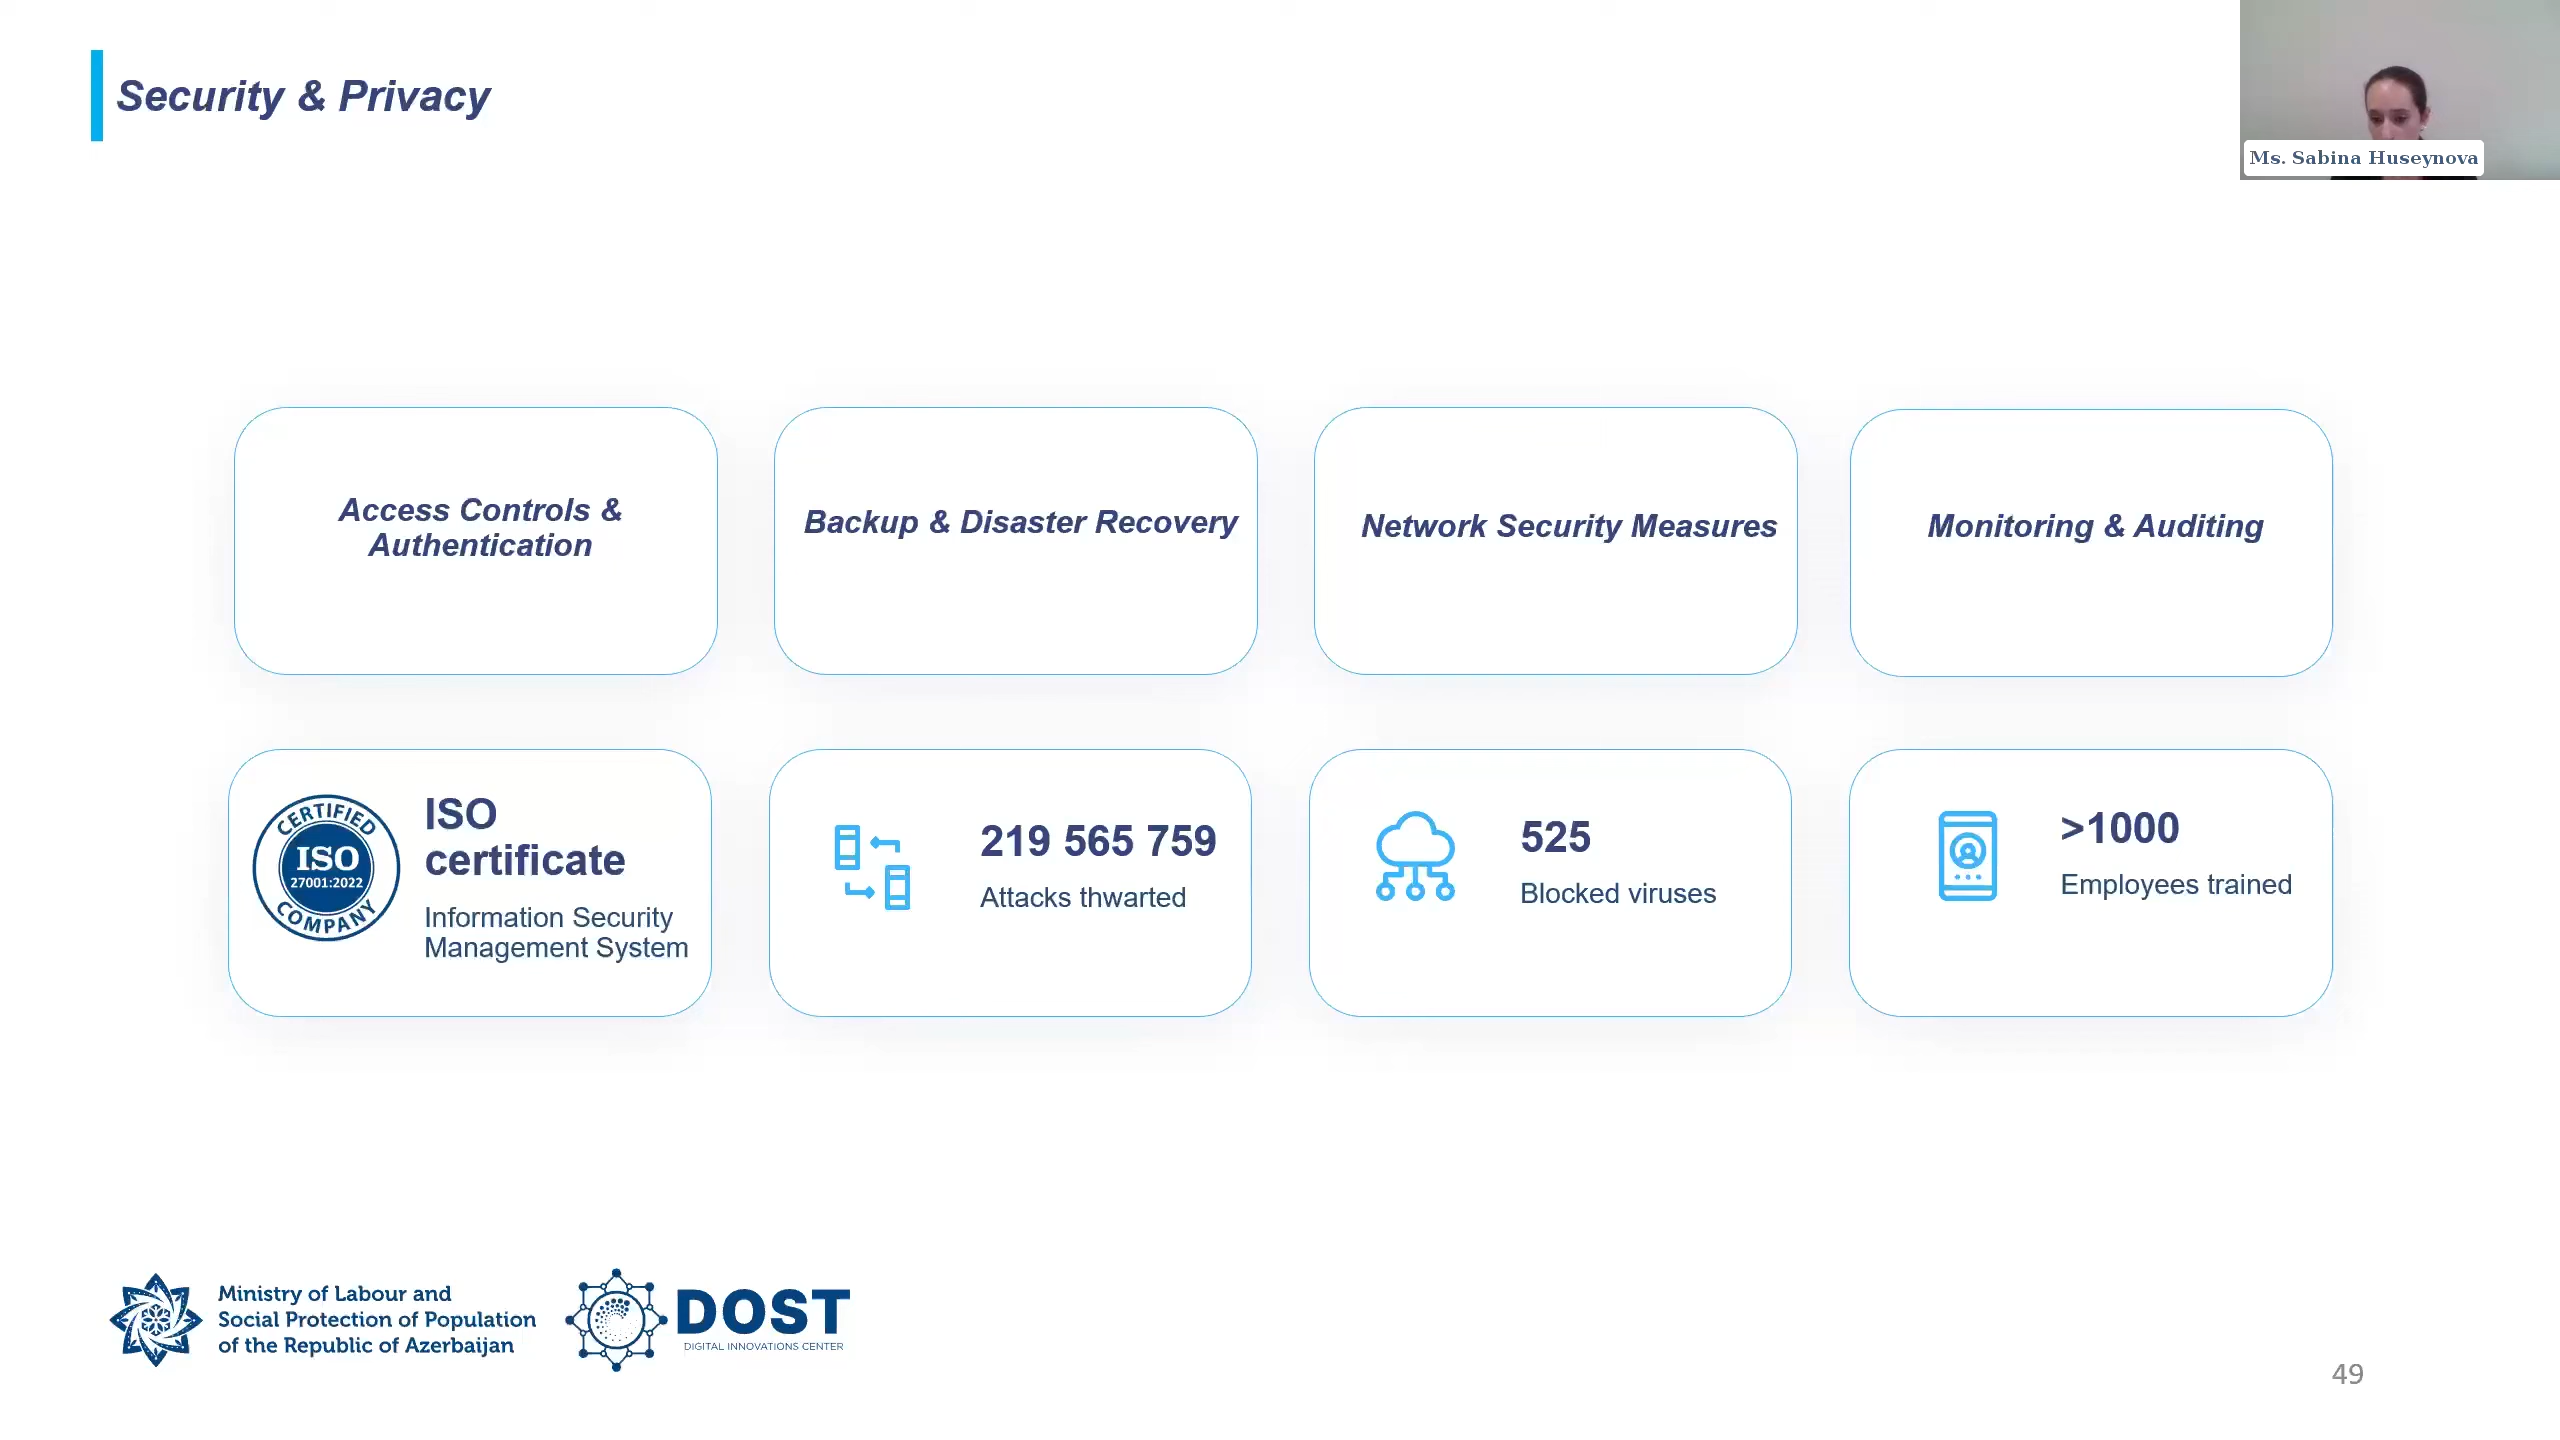 Security & Privacy
Ms. Sabina Huseynova
Access Controls &
Authentication
Backup & Disaster Recovery
Network Security Measures
Monitoring & Auditing
CERTIFIED
ISO
27001:2022
COMPANY
ISO
certificate
Information Security
Management System
219 565 759
Attacks thwarted
525
Blocked viruses
>1000
Employees trained
Ministry of Labour and
Social Protection of Population
of the Republic of Azerbaijan
DOST
DIGITAL INNOVATIONS CENTER
49